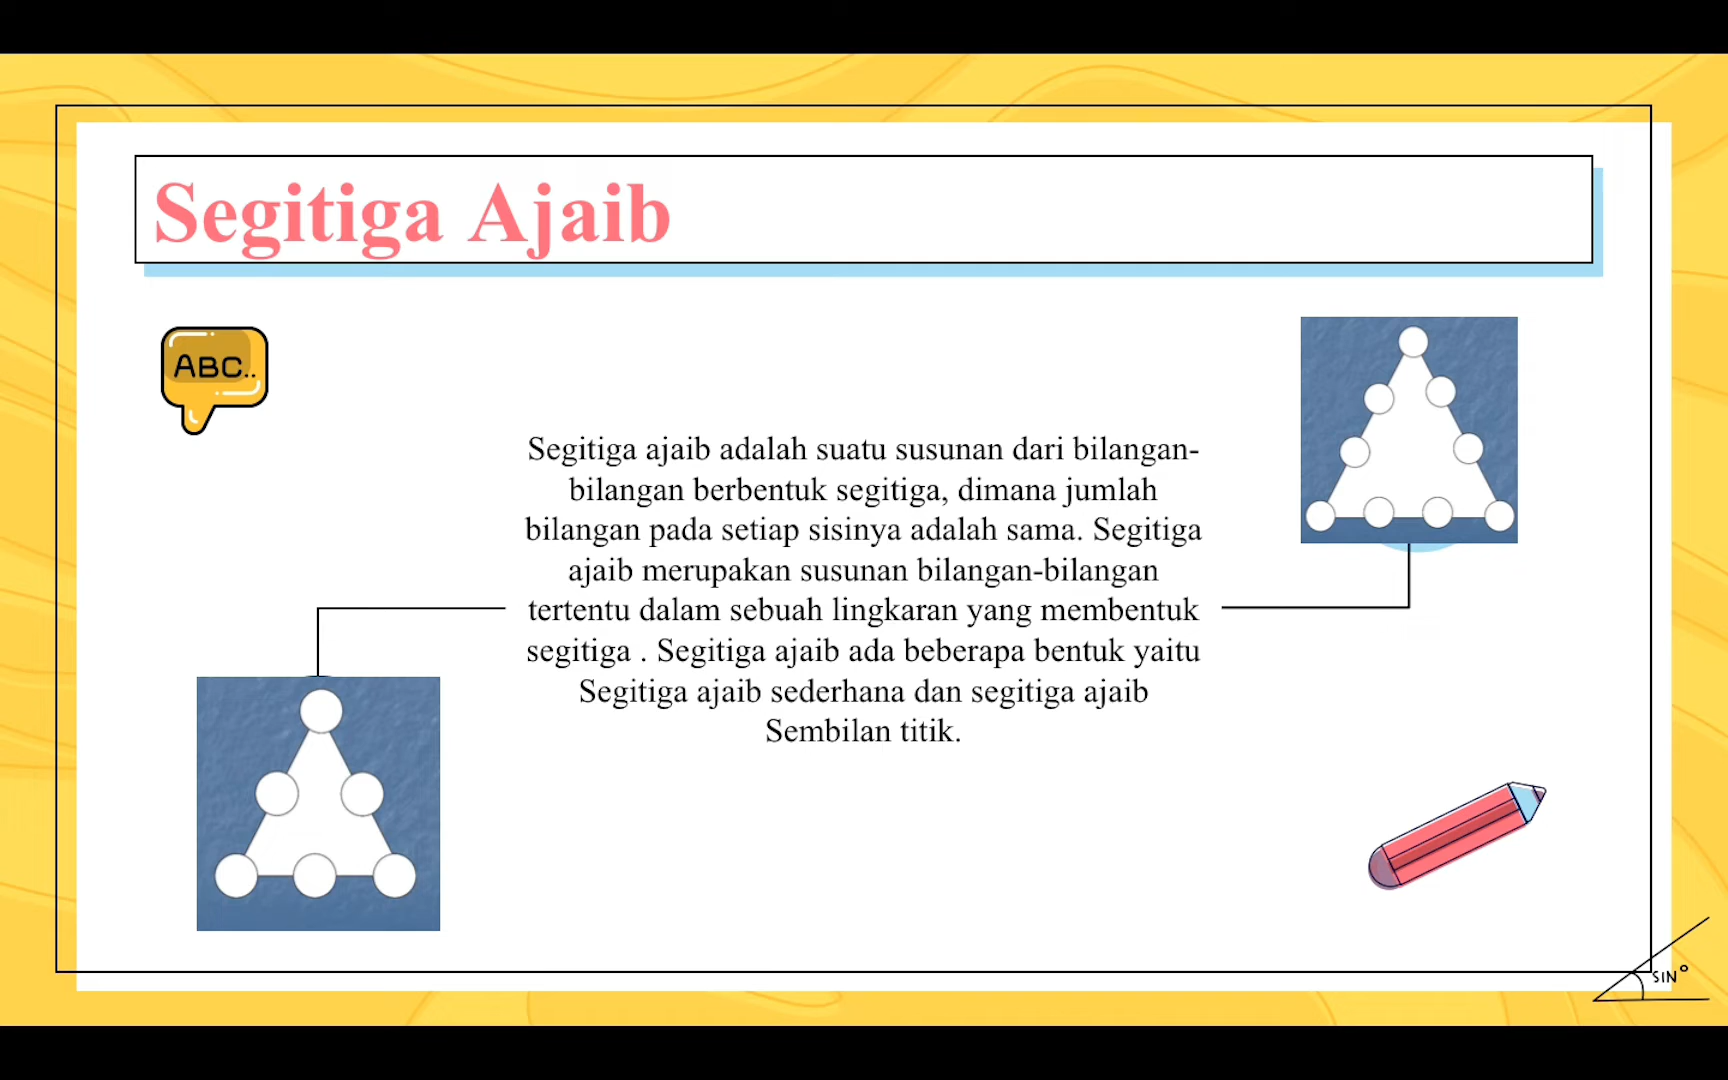 Segitiga Ajaib
ABC..
Segitiga ajaib adalah suatu susunan dari bilangan-
bilangan berbentuk segitiga, dimana jumlah
bilangan pada setiap sisinya adalah sama. Segitiga
ajaib merupakan susunan bilangan-bilangan
tertentu dalam sebuah lingkaran yang membentuk
segitiga . Segitiga ajaib ada beberapa bentuk yaitu
Segitiga ajaib sederhana dan segitiga ajaib
Sembilan titik.
SIN°